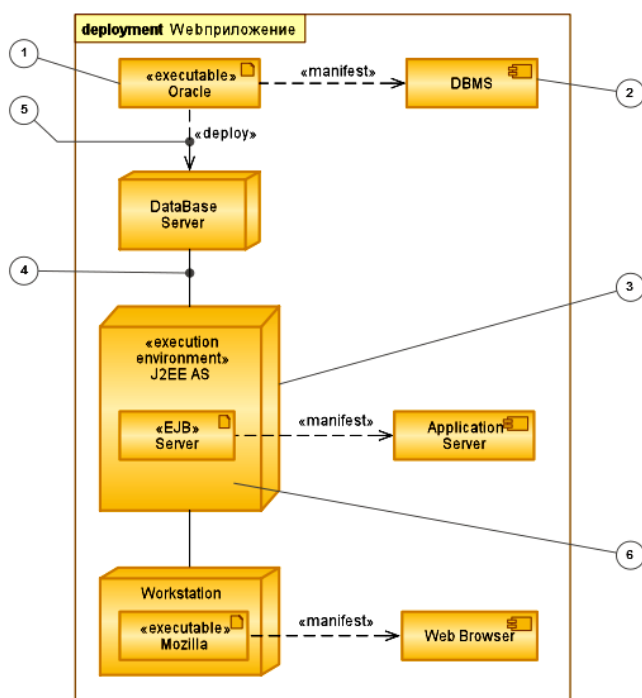 deployment Webприложение
1
«executable»
Oracle
«manifest»
DBMS
2
5
«deploy»
DataBase
Server
4
3
«execution
environment»
J2EE AS
«EJB»
Server
«manifest»
Application
Server
6
Workstation
«executable»
Mozilla
«manifest»
Web Browser